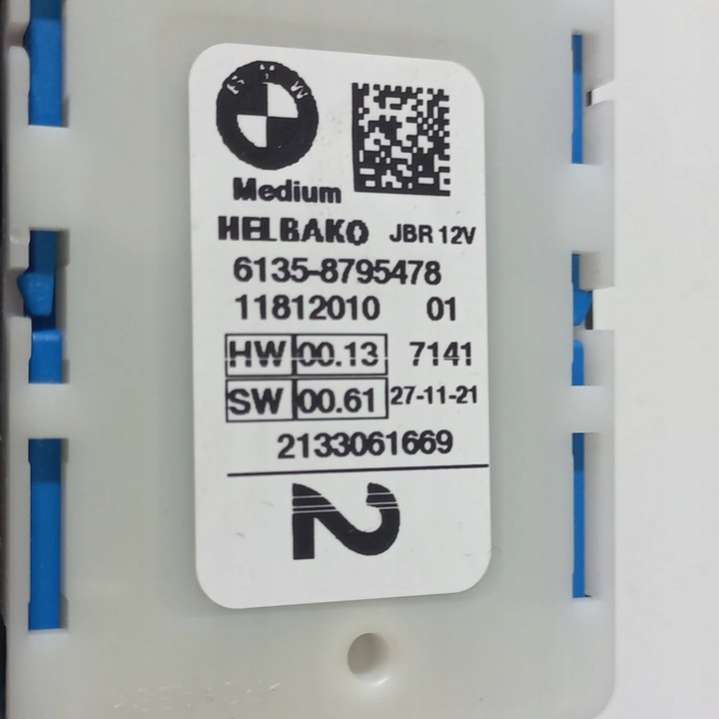 BMW
Medium
HELBAKO JBR 12V
6135-8795478
11812010 01
HW 00.13 7141
SW 00.61 27-11-21
2133061669
2